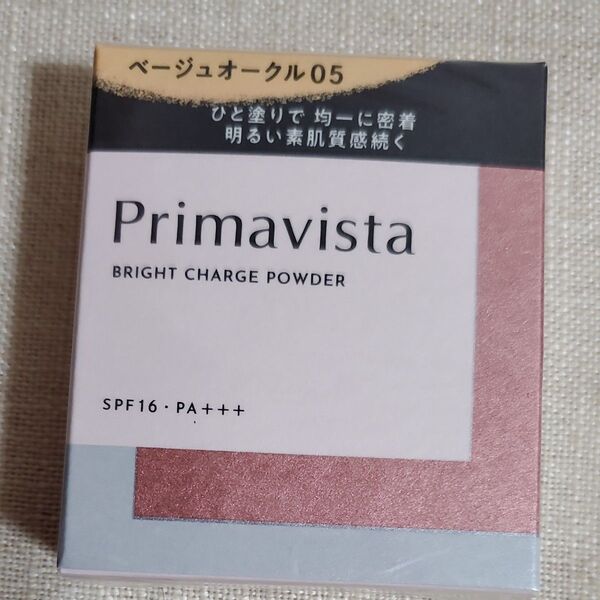 ベージュオークル05
ひと塗りで 均一に密着
明るい素肌質感続く
Primavista
BRIGHT CHARGE POWDER
SPF16・PA+++